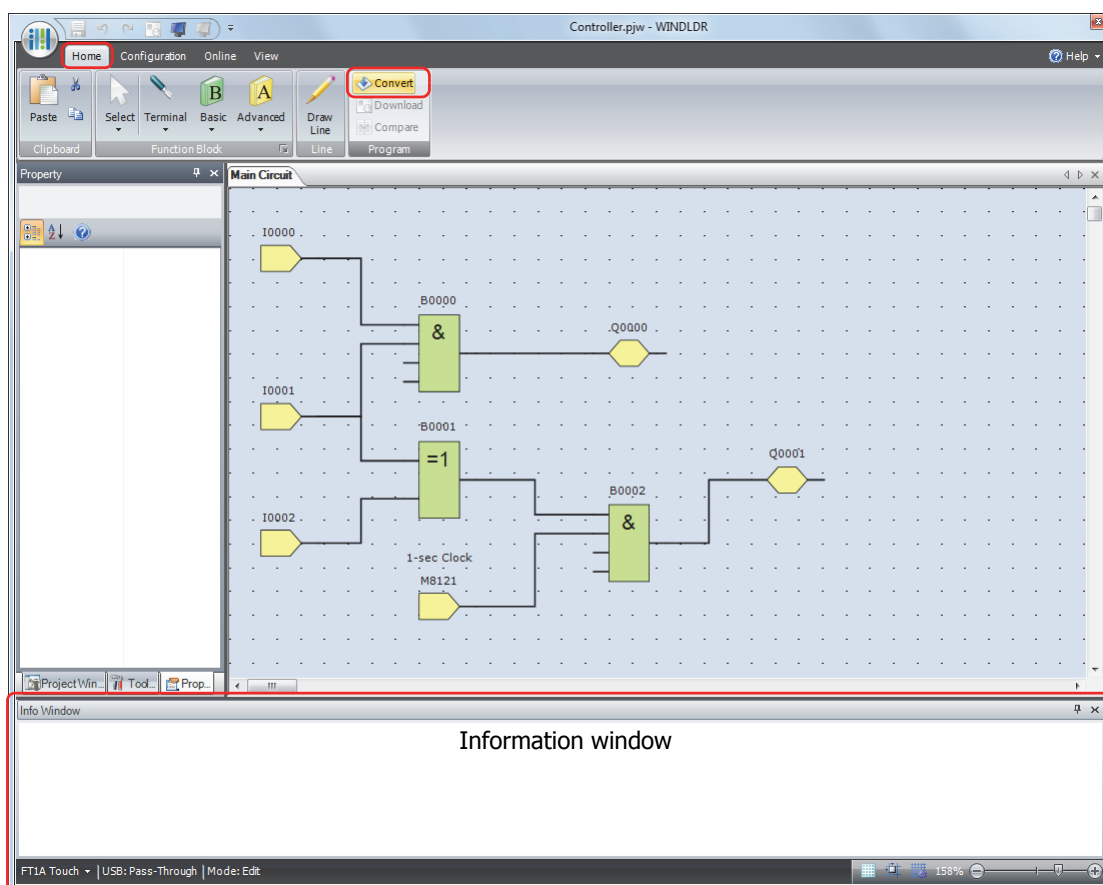 Controller.pjw - WINDLDR
Home Configuration Online View Help
Paste Select Terminal Basic Advanced Draw Line
B A
Convert
Download
Compare
Clipboard Function Block Line Program
Property
Main Circuit
I0000
B0000
&
Q0000
I0001
B0001
=1
Q0001
B0002
&
I0002
1-sec Clock
M8121
Project Win... Tool... Prop...
Info Window
Information window
FT1A Touch | USB: Pass-Through | Mode: Edit 158%